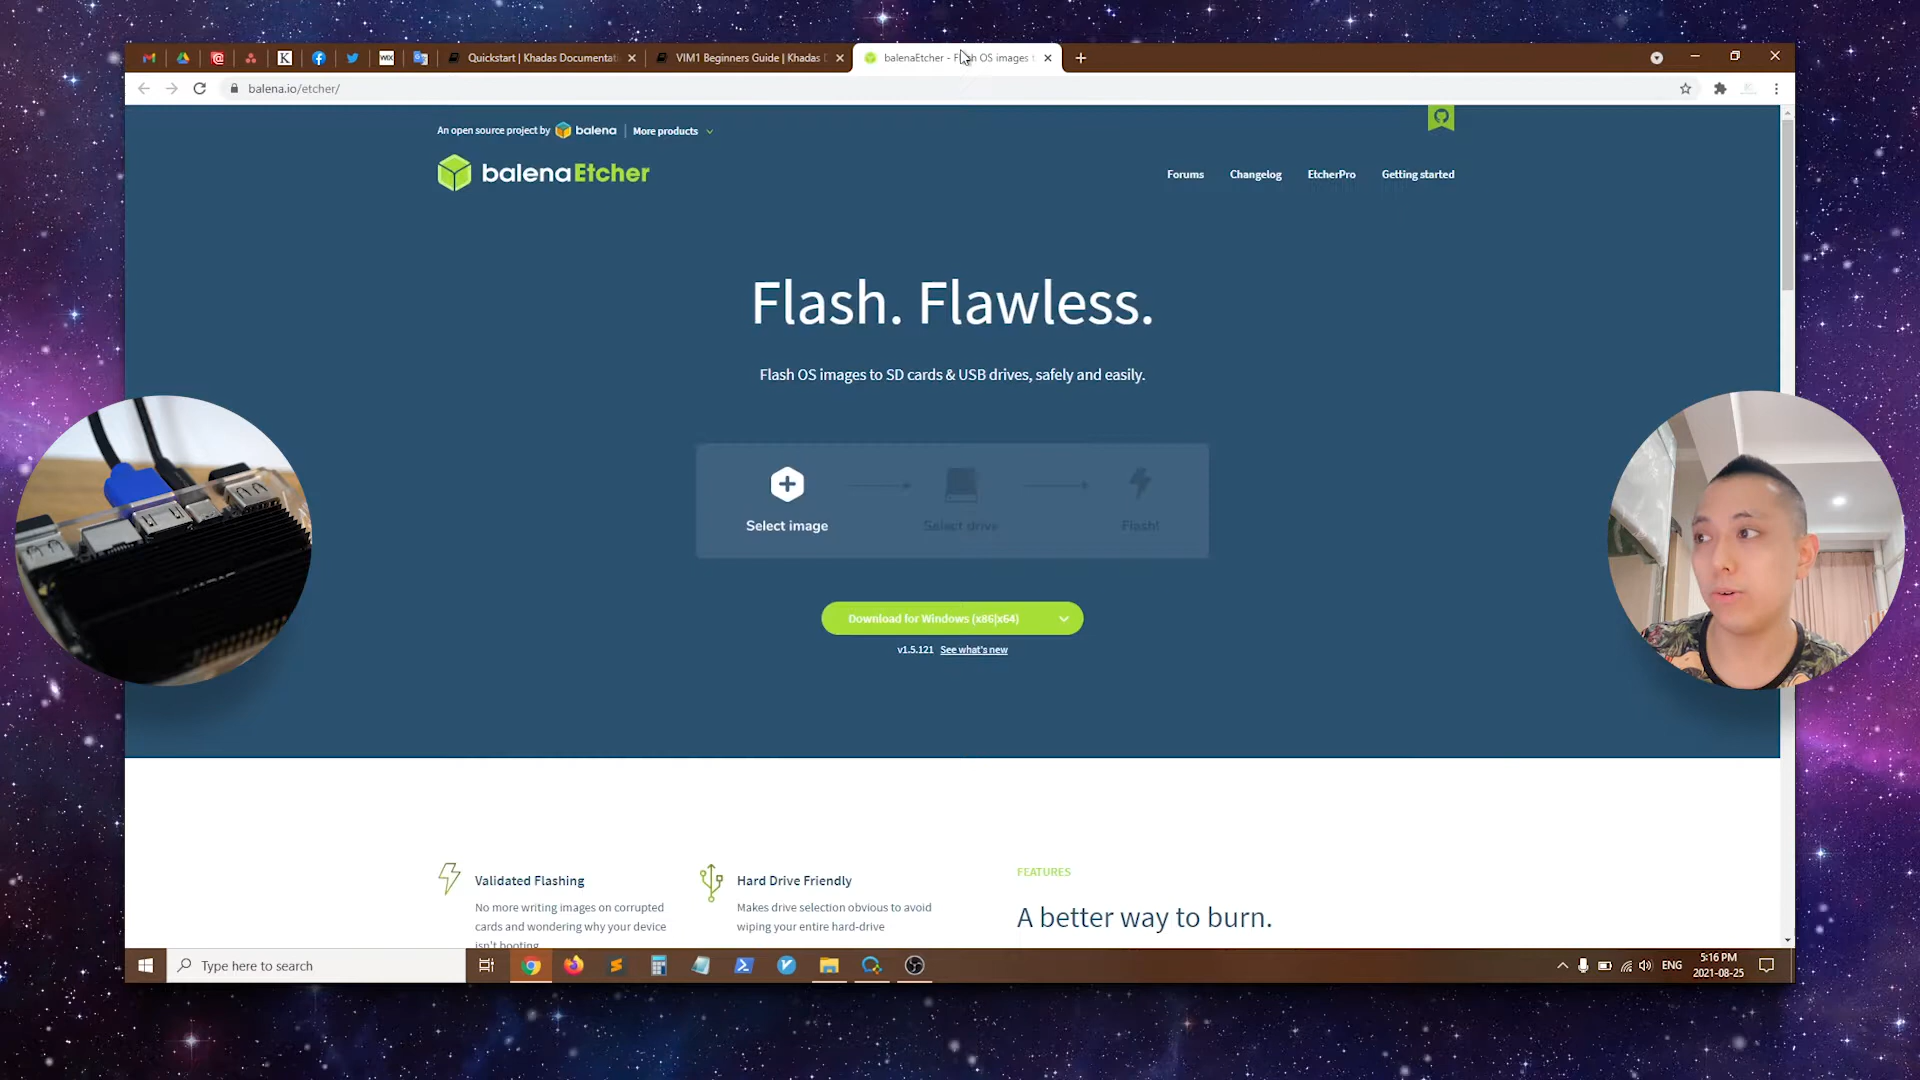 Quickstart | Khadas Documentat
VIM1 Beginners Guide | Khadas
balenaEtcher - Flash OS images
balena.io/etcher/
An open source project by balena | More products
balenaEtcher
Forums Changelog EtcherPro Getting started
Flash. Flawless.
Flash OS images to SD cards & USB drives, safely and easily.
Select image
Select drive
Flash!
Download for Windows (x86|x64)
v1.5.121 See what's new
Validated Flashing
No more writing images on corrupted
cards and wondering why your device
isn't booting
Hard Drive Friendly
Makes drive selection obvious to avoid
wiping your entire hard-drive
FEATURES
A better way to burn.
Type here to search
ENG
5:16 PM
2021-08-25